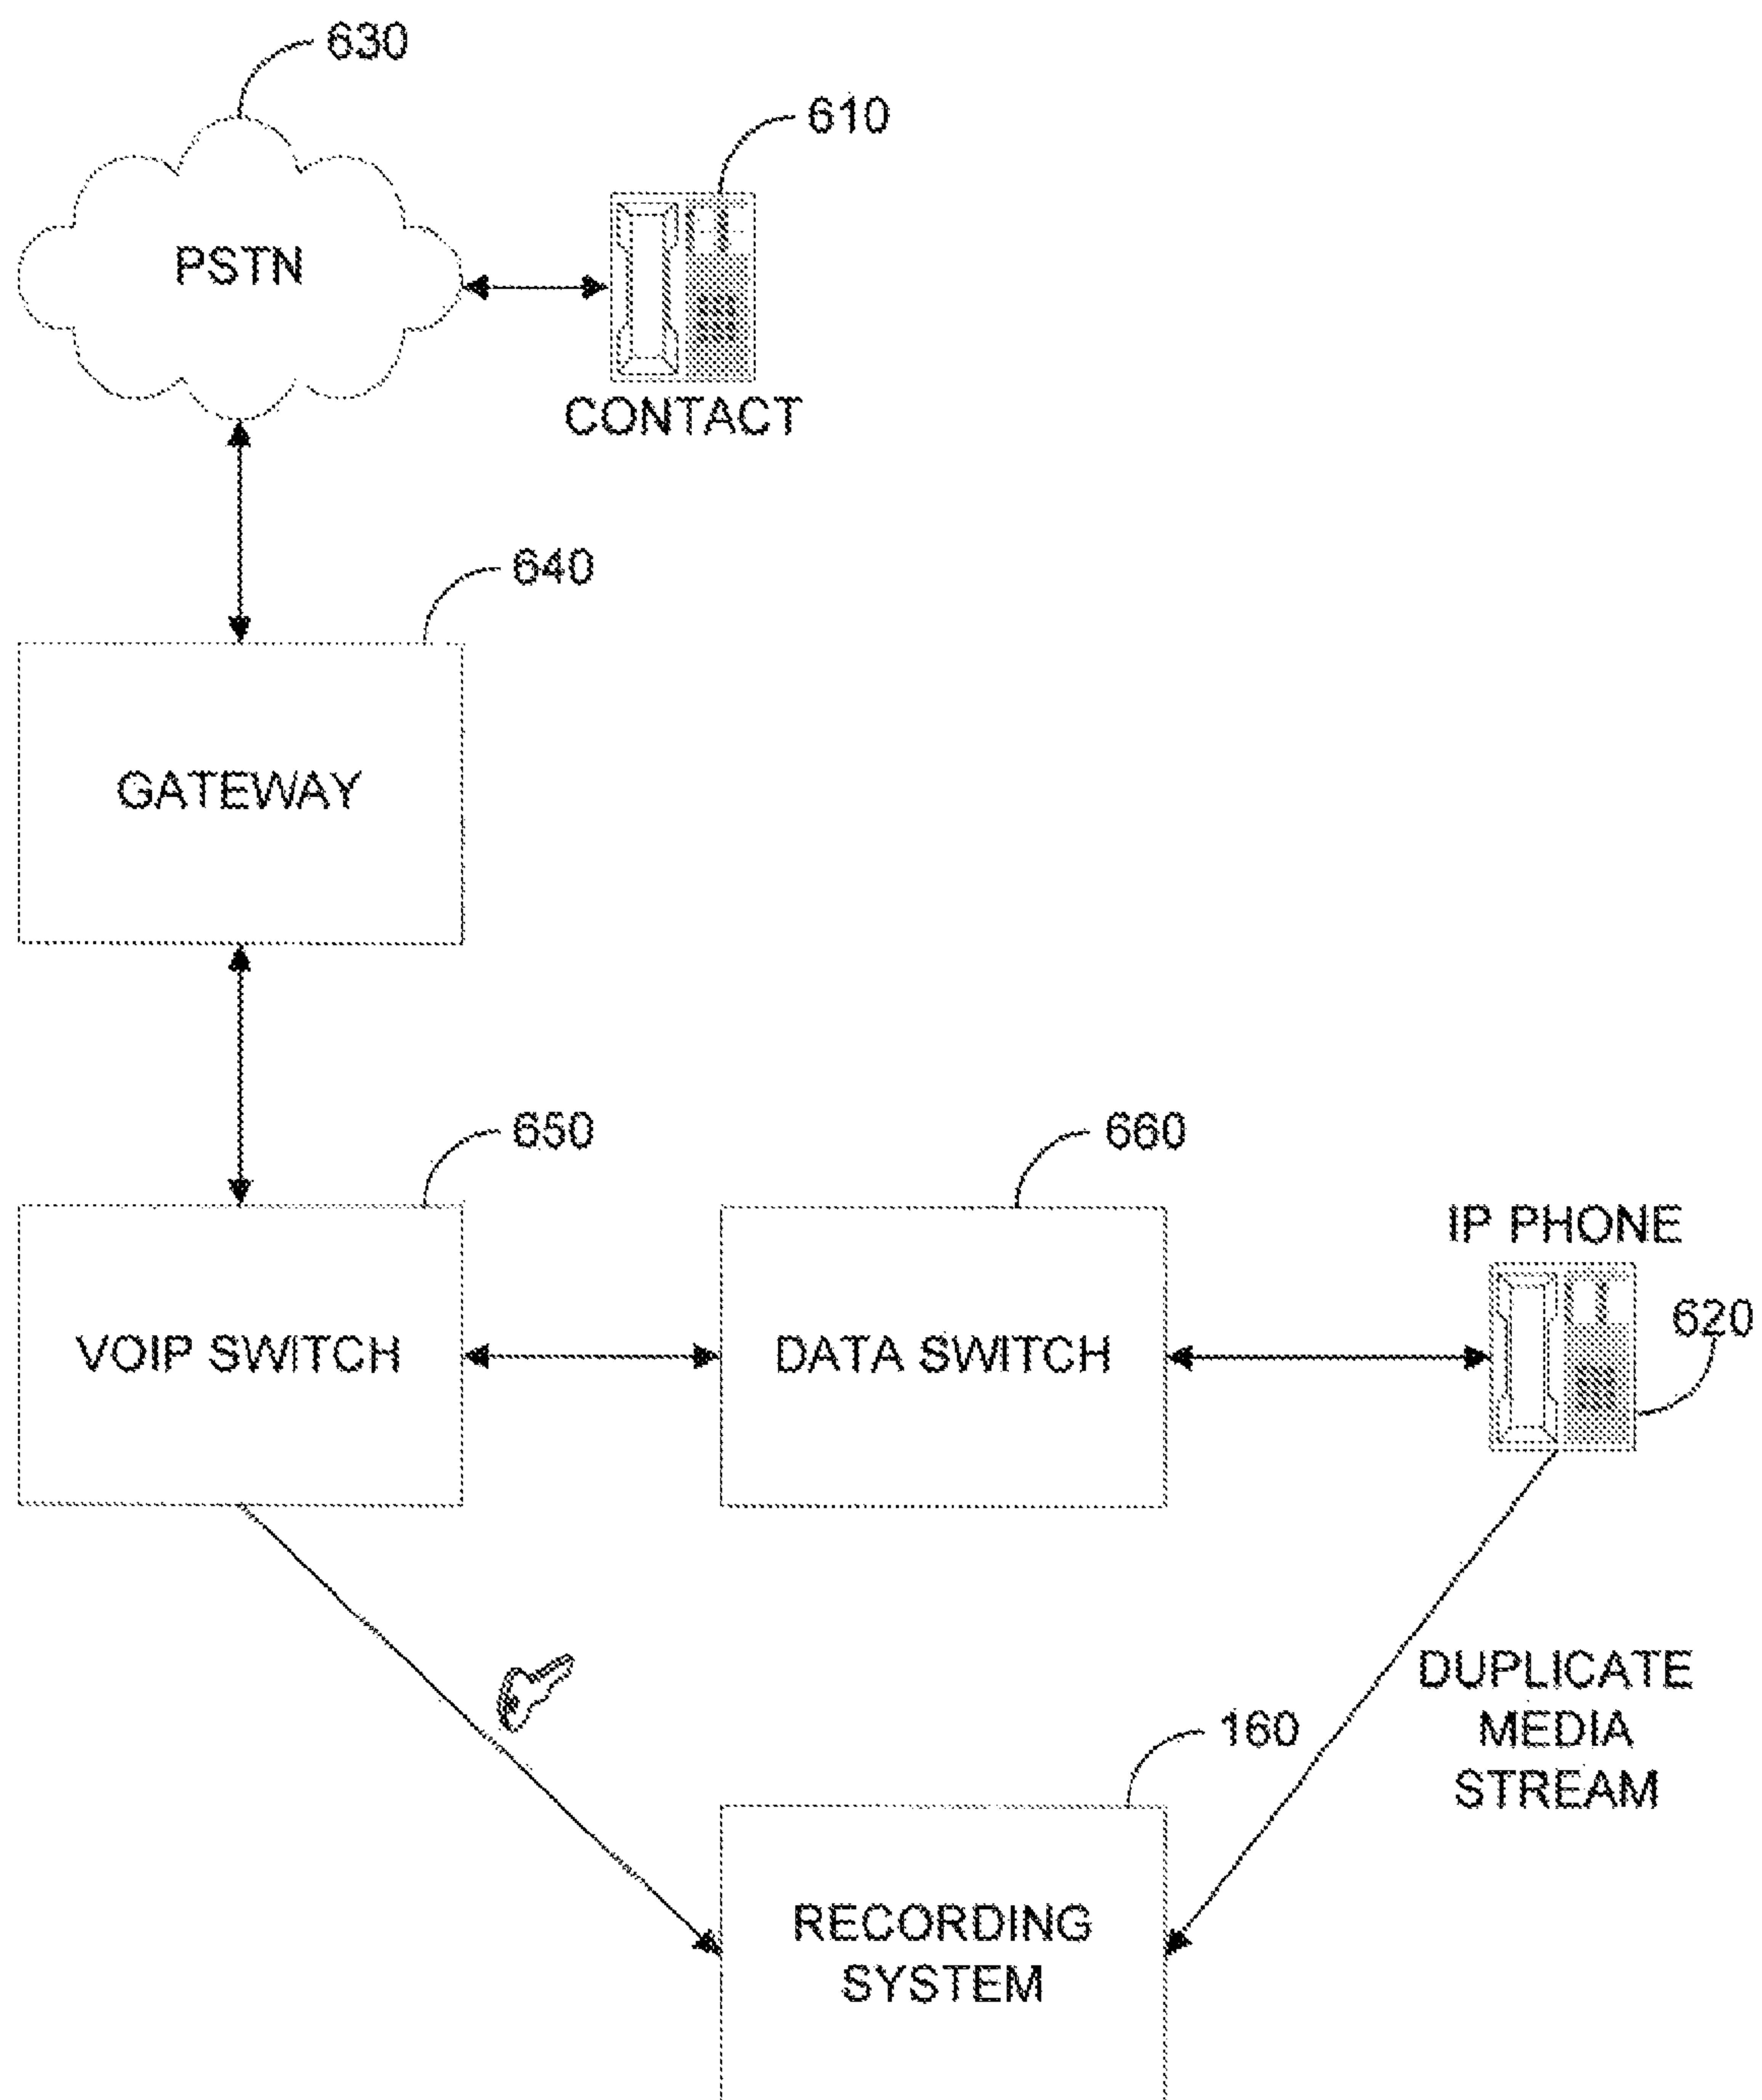 630
610
PSTN
CONTACT
640
GATEWAY
650
660
IP PHONE
620
VOIP SWITCH
DATA SWITCH
DUPLICATE
MEDIA
STREAM
160
RECORDING
SYSTEM